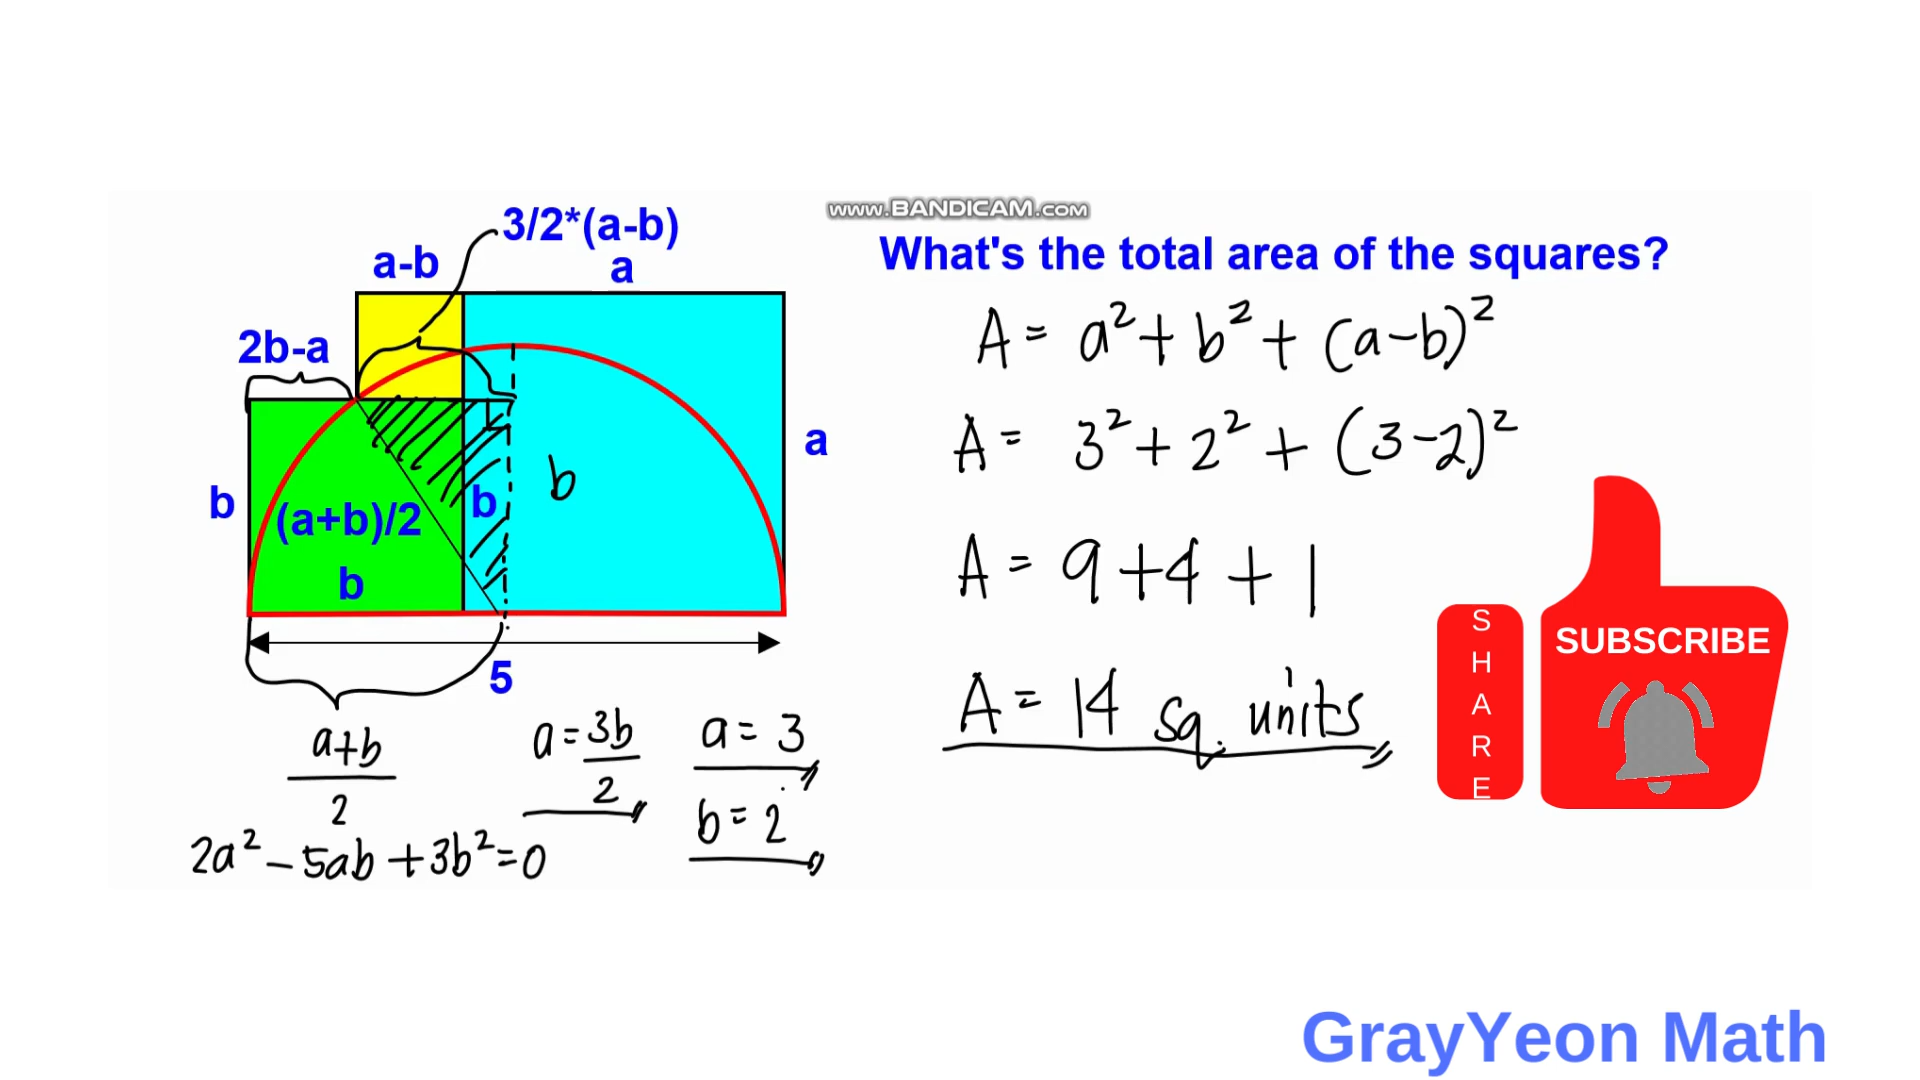 www.BANDICAM.com
3/2*(a-b)
a-b
a
2b-a
b
(a+b)/2
b
b
b
a
5
a+b
2
a = 3b
2
a = 3
b = 2
2a² - 5ab + 3b² = 0
What's the total area of the squares?
A = a² + b² + (a-b)²
A = 3² + 2² + (3-2)²
A = 9+4 + 1
A = 14 sq. units
SHARE
SUBSCRIBE
GrayYeon Math